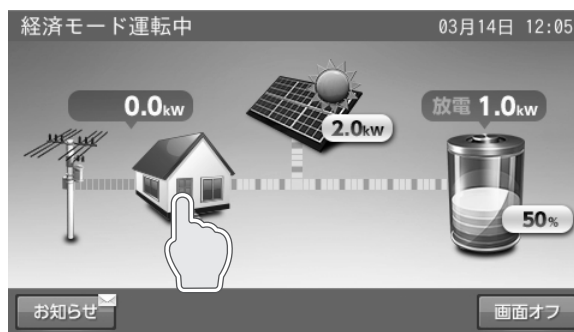 経済モード運転中
03月14日 12:05
0.0kw
2.0kw
放電 1.0kw
50%
お知らせ
画面オフ